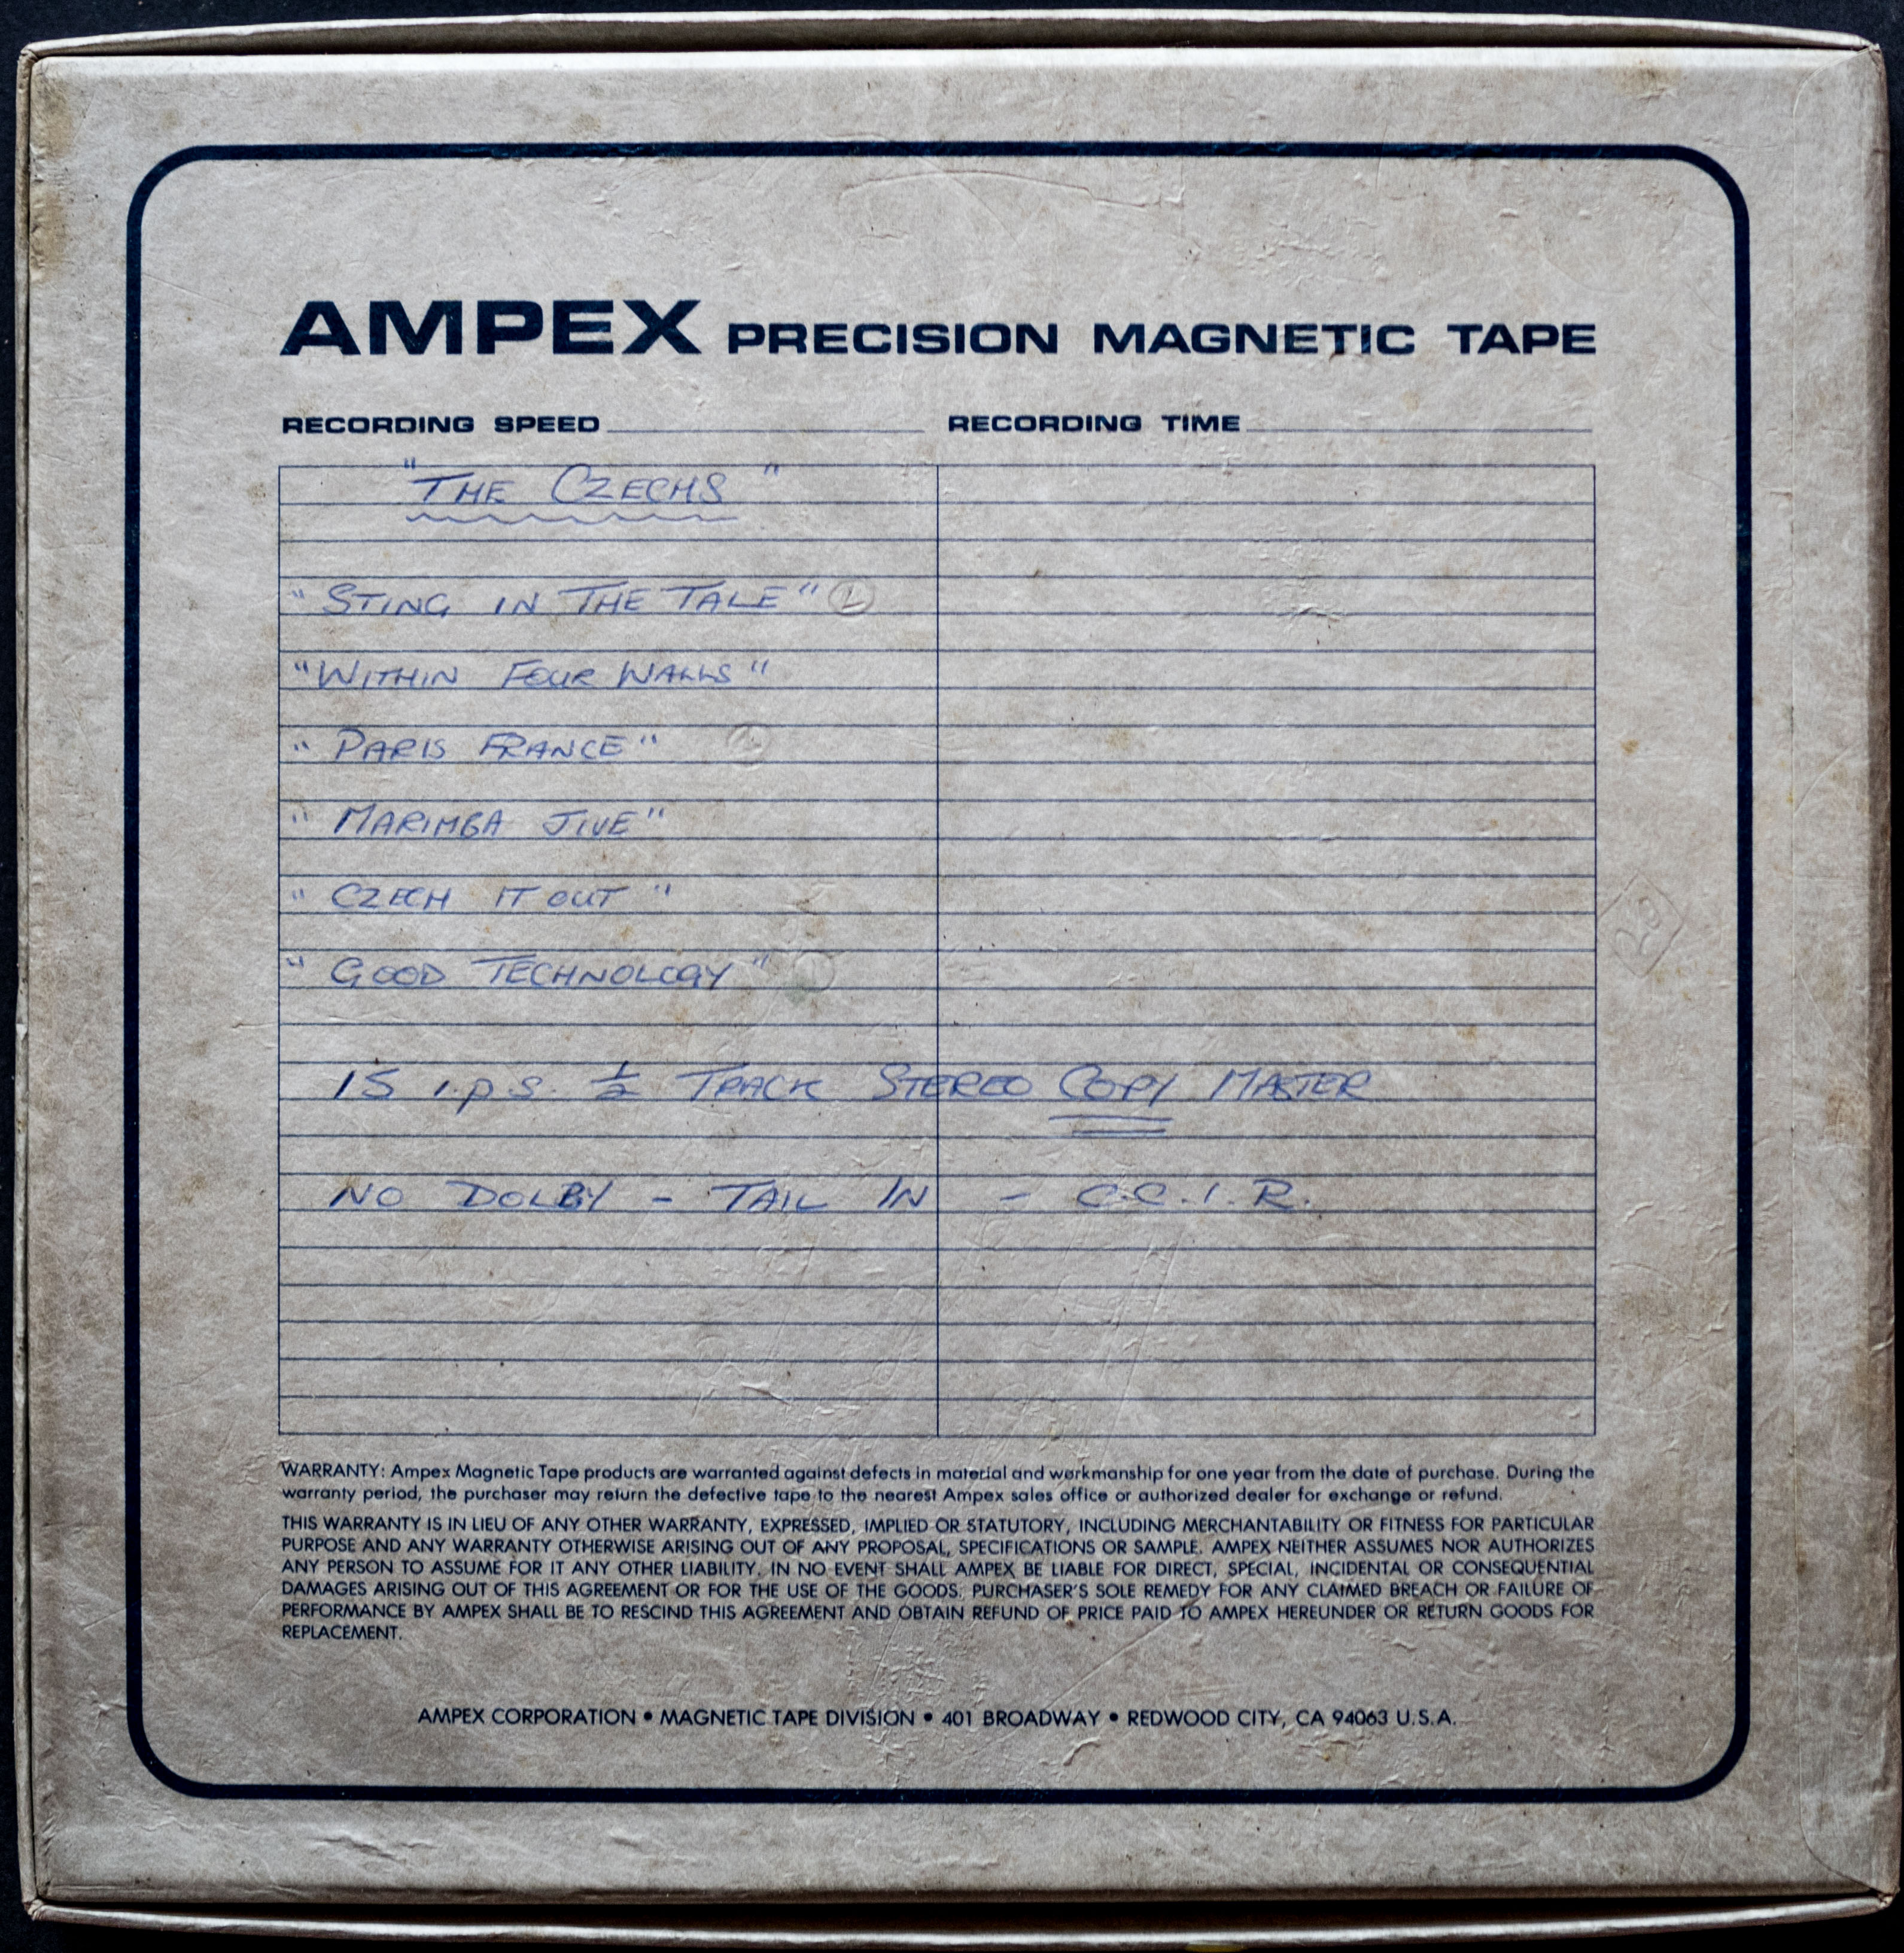 AMPEX PRECISION MAGNETIC TAPE
RECORDING SPEED RECORDING TIME
"THE CZECHS"
"STING IN THE TALE" L
"WITHIN FOUR WALLS"
"PARIS FRANCE"
"MARIMBA JIVE"
"CZECH IT OUT"
"GOOD TECHNOLOGY"
15 i.p.s. ½ TRACK STEREO COPY MASTER
NO DOLBY - TAIL IN - C.C.I.R.
WARRANTY: Ampex Magnetic Tape products are warranted against defects in material and workmanship for one year from the date of purchase. During the
warranty period, the purchaser may return the defective tape to the nearest Ampex sales office or authorized dealer for exchange or refund.
THIS WARRANTY IS IN LIEU OF ANY OTHER WARRANTY, EXPRESSED, IMPLIED OR STATUTORY, INCLUDING MERCHANTABILITY OR FITNESS FOR PARTICULAR
PURPOSE AND ANY WARRANTY OTHERWISE ARISING OUT OF ANY PROPOSAL, SPECIFICATIONS OR SAMPLE. AMPEX NEITHER ASSUMES NOR AUTHORIZES
ANY PERSON TO ASSUME FOR IT ANY OTHER LIABILITY. IN NO EVENT SHALL AMPEX BE LIABLE FOR DIRECT, SPECIAL, INCIDENTAL OR CONSEQUENTIAL
DAMAGES ARISING OUT OF THIS AGREEMENT OR FOR THE USE OF THE GOODS. PURCHASER'S SOLE REMEDY FOR ANY CLAIMED BREACH OR FAILURE OF
PERFORMANCE BY AMPEX SHALL BE TO RESCIND THIS AGREEMENT AND OBTAIN REFUND OF PRICE PAID TO AMPEX HEREUNDER OR RETURN GOODS FOR
REPLACEMENT.
AMPEX CORPORATION • MAGNETIC TAPE DIVISION • 401 BROADWAY • REDWOOD CITY, CA 94063 U.S.A.